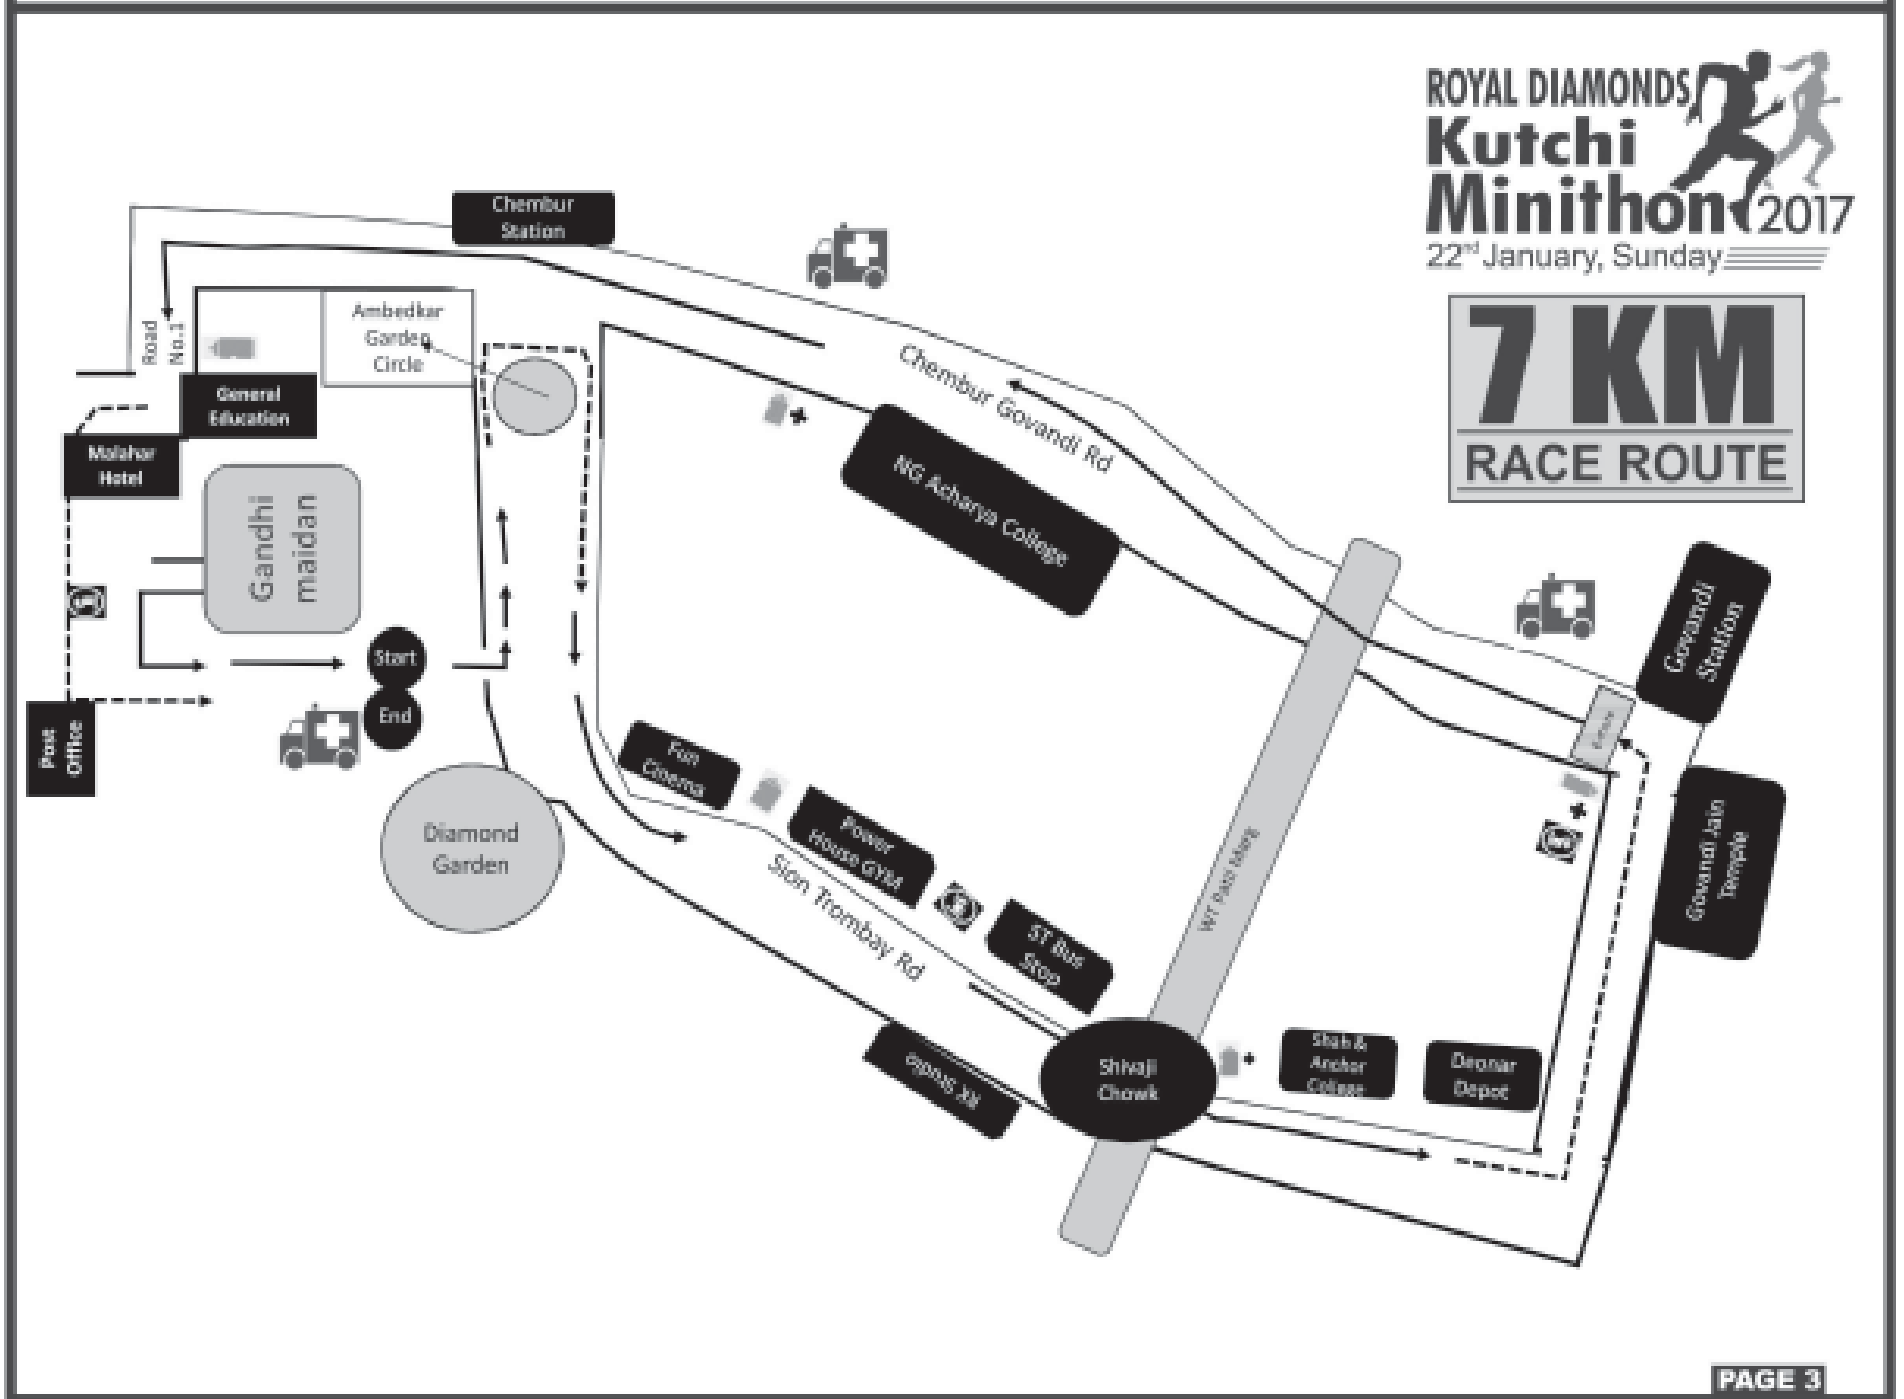 ROYAL DIAMONDS
Kutchi
Minithon 2017
22nd January, Sunday
7 KM
RACE ROUTE
Chembur
Station
Ambedkar
Garden
Circle
Road
No.1
General
Education
Malahar
Hotel
Gandhi
maidan
Start
End
Post
Office
Diamond
Garden
Chembur Govandi Rd
NG Acharya College
Govandi
Station
Govandi Jain
Temple
Fun
Cinema
Power
House GYM
ST Bus
Stop
Sion Trombay Rd
WT Patil Marg
RK Studio
Shivaji
Chowk
Shah &
Anchor
College
Deonar
Depot
PAGE 3